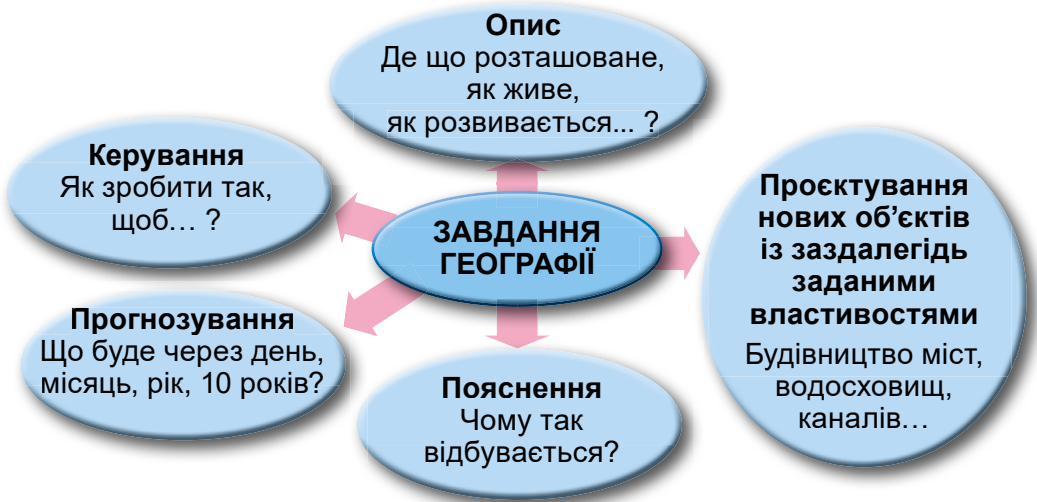 Опис
Де що розташоване,
як живе,
як розвивається... ?
Керування
Як зробити так,
щоб… ?
ЗАВДАННЯ
ГЕОГРАФІЇ
Проєктування
нових об’єктів
із заздалегідь
заданими
властивостями
Будівництво міст,
водосховищ,
каналів…
Прогнозування
Що буде через день,
місяць, рік, 10 років?
Пояснення
Чому так
відбувається?